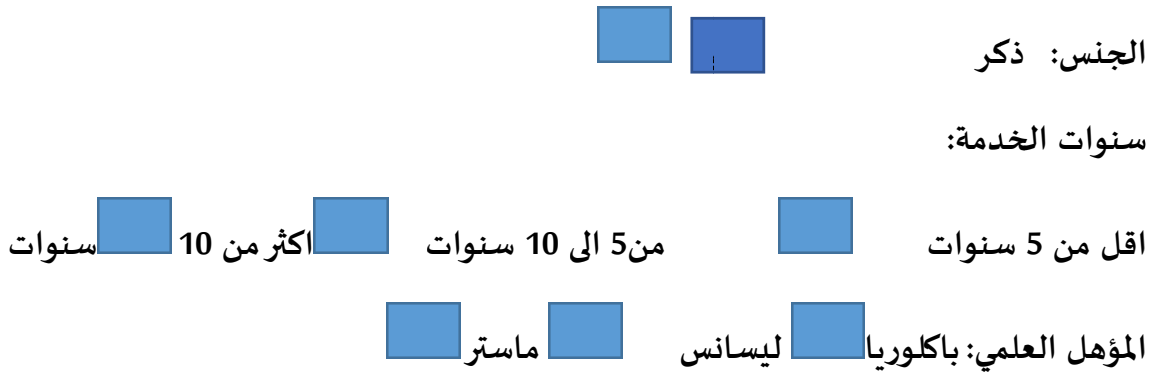 الجنس: ذكر
سنوات الخدمة:
اقل من 5 سنوات من5 الى 10 سنوات اكثر من 10 سنوات
المؤهل العلمي: باكلوريا ليسانس ماستر